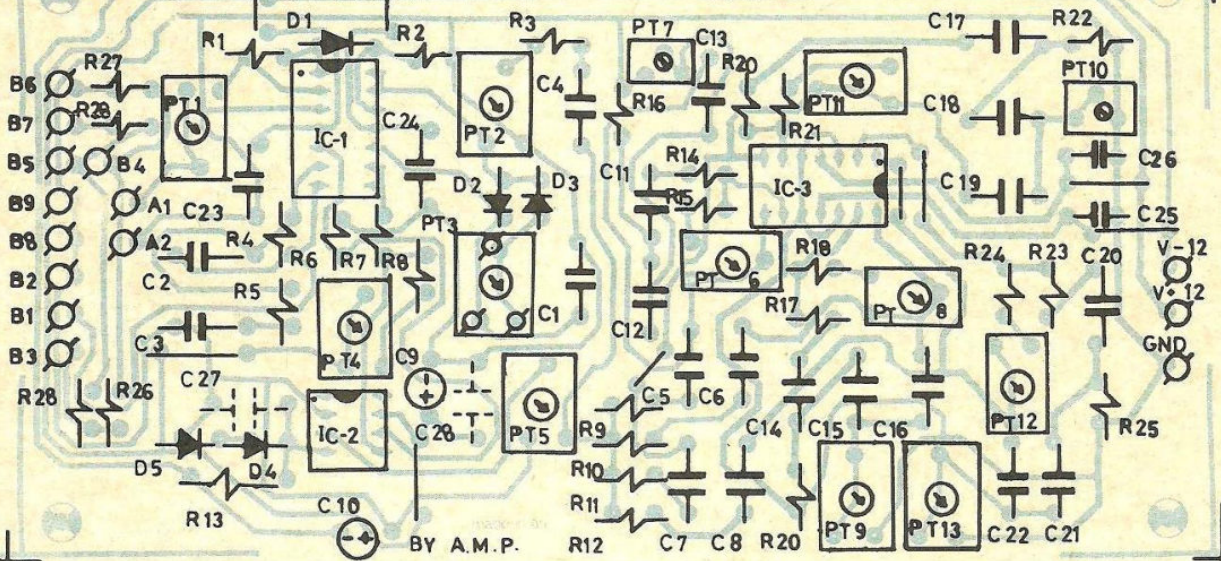 D1
R1
R2
R3
PT7
C13
C17
R22
B6
R27
PT1
IC-1
C24
PT2
C4
R16
R20
R21
PT11
C18
PT10
B7
R28
B5
B4
C26
R14
IC-3
D2
D3
C11
R15
C19
B9
A1
C23
PT3
C25
B8
A2
R4
R6
R7
R8
PT6
R18
R24
R23
C20
V-12
B2
C2
R5
C1
R17
PT8
V+12
B1
C12
C3
PT4
C9
GND
B3
C27
R28
R26
C5
C6
PT12
IC-2
C28
PT5
R9
C14
C15
C16
R25
D5
D4
R10
R13
C10
R11
PT9
PT13
BY A.M.P.
R12
C7
C8
R20
C22
C21